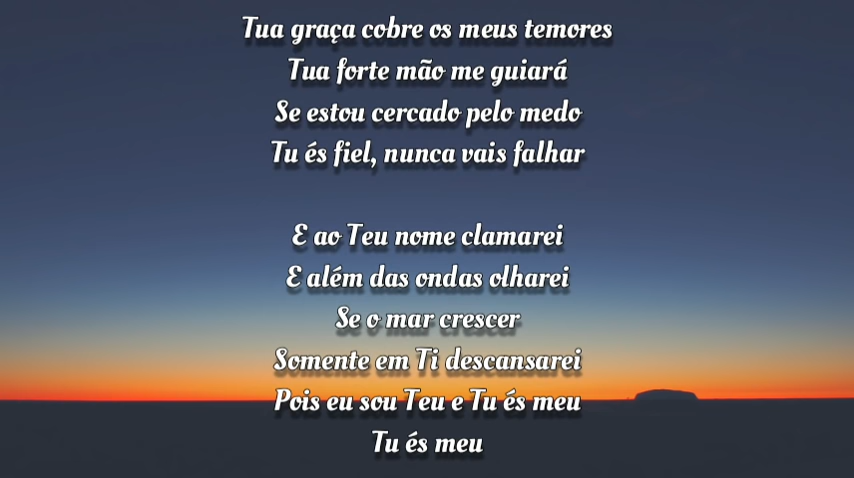 Tua graça cobre os meus temores
Tua forte mão me guiará
Se estou cercado pelo medo
Tu és fiel, nunca vais falhar
E ao Teu nome clamarei
E além das ondas olharei
Se o mar crescer
Somente em Ti descansarei
Pois eu sou Teu e Tu és meu
Tu és meu